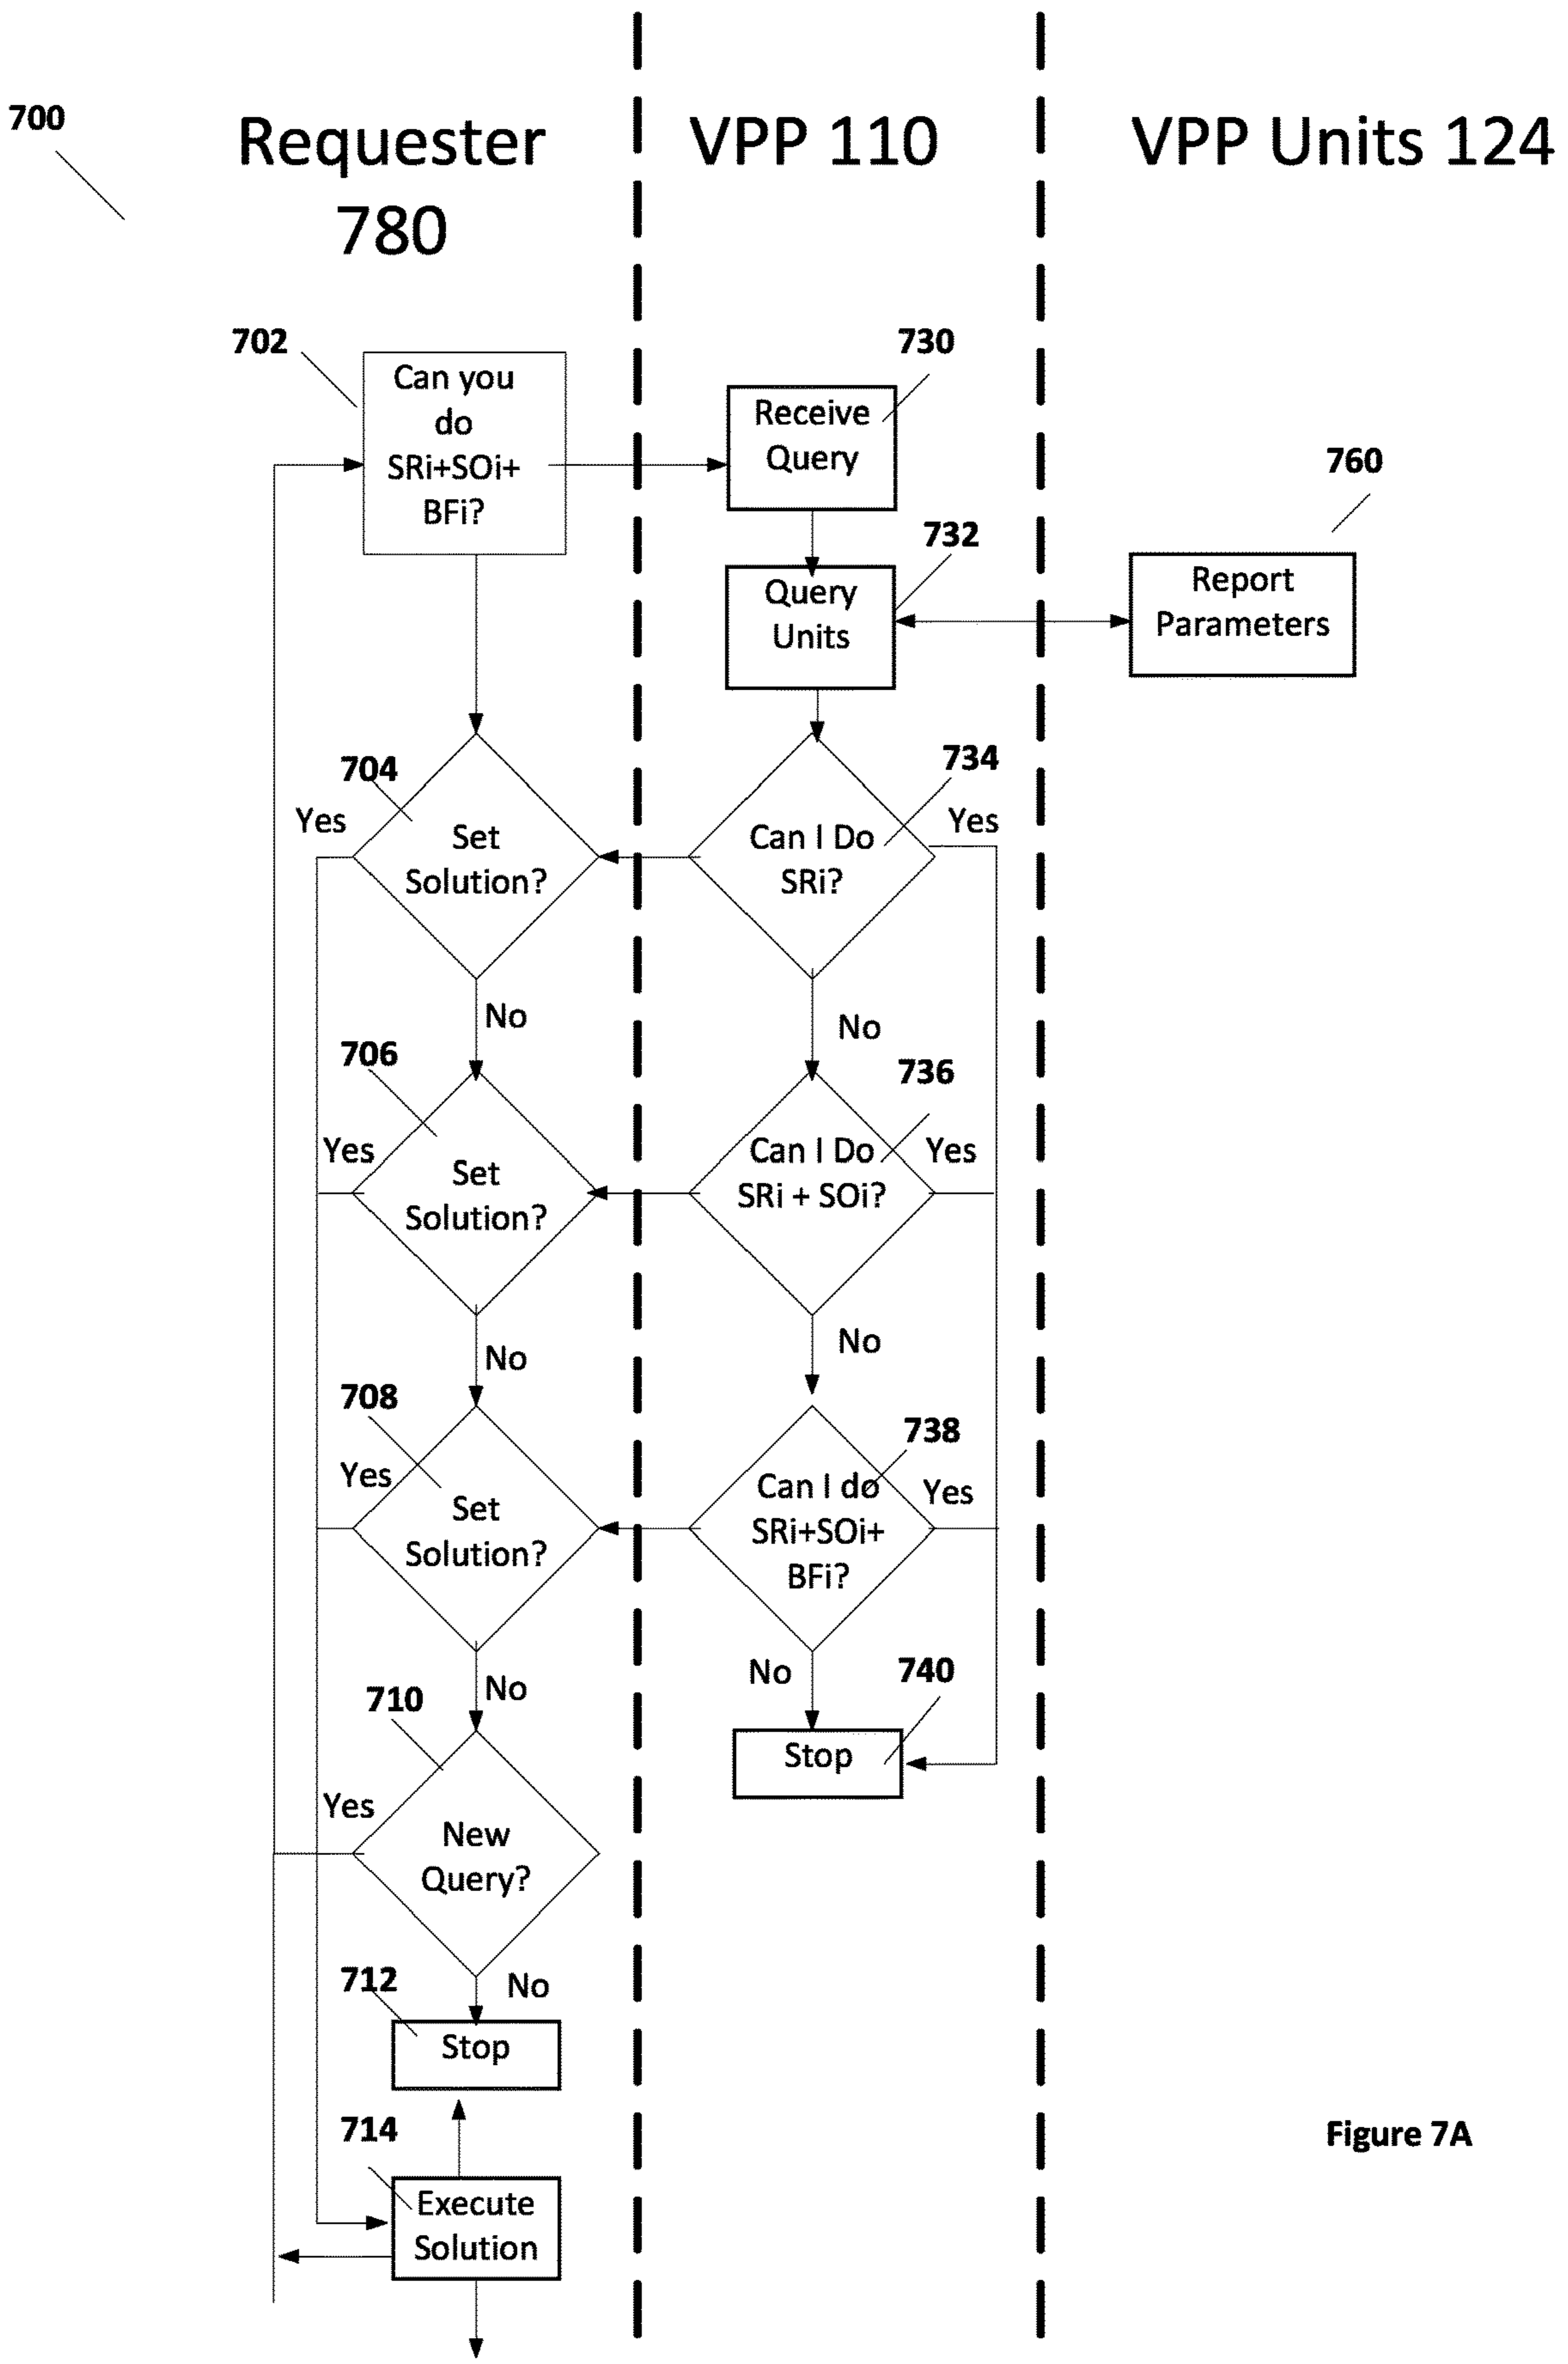 700
Requester
780
VPP 110
VPP Units 124
702
Can you
do
SRi+SOi+
BFi?
730
Receive
Query
732
Query
Units
760
Report
Parameters
704
Yes
Set
Solution?
No
734
Yes
Can I Do
SRi?
No
706
Yes
Set
Solution?
No
736
Can I Do
SRi + SOi?
Yes
No
708
Yes
Set
Solution?
No
738
Can I do
SRi+SOi+
BFi?
Yes
No
740
Stop
710
Yes
New
Query?
No
712
Stop
714
Execute
Solution
Figure 7A